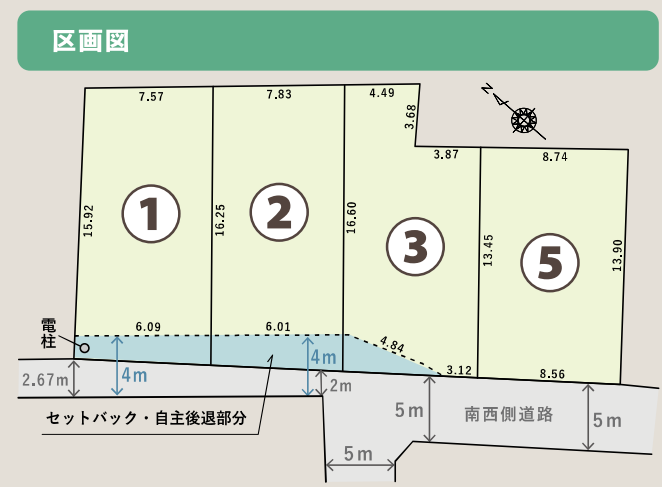 区画図
7.57
7.83
4.49
3.68
3.87
8.74
N
15.92
1
16.25
2
16.60
3
13.45
5
13.90
電柱
6.09
6.01
4.84
3.12
8.56
2.67m
4m
4m
2m
セットバック・自主後退部分
5m
南西側道路
5m
5m